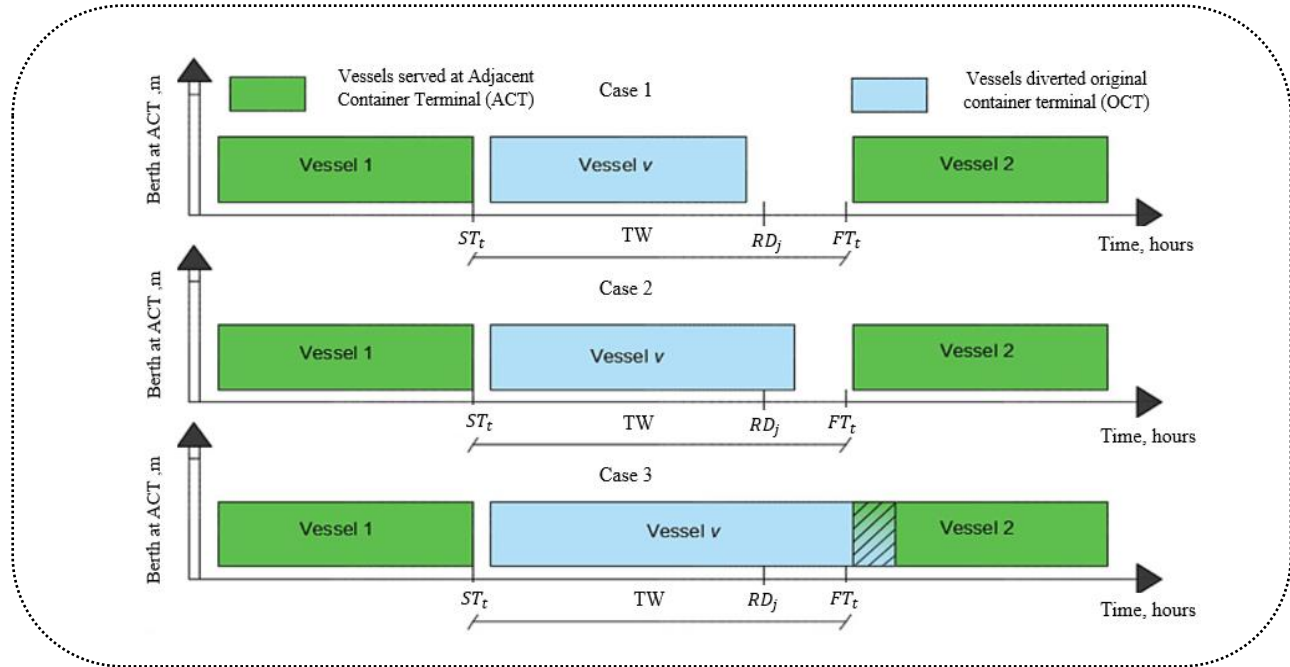 Vessels served at Adjacent
Container Terminal (ACT)
Case 1
Vessels diverted original
container terminal (OCT)
Berth at ACT ,m
Vessel 1
Vessel v
Vessel 2
ST_t
TW
RD_j
FT_t
Time, hours
Case 2
Berth at ACT ,m
Vessel 1
Vessel v
Vessel 2
ST_t
TW
RD_j
FT_t
Time, hours
Case 3
Berth at ACT ,m
Vessel 1
Vessel v
Vessel 2
ST_t
TW
RD_j
FT_t
Time, hours